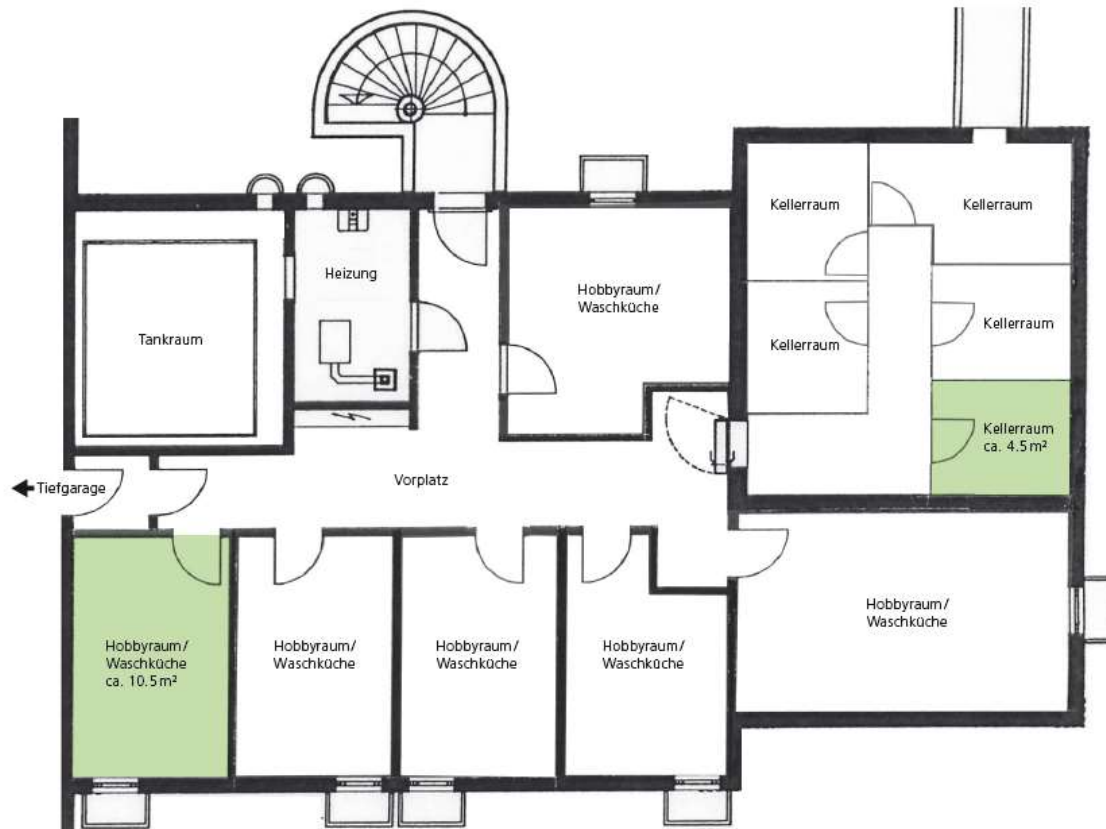 Kellerraum
Kellerraum
Heizung
Hobbyraum/
Waschküche
Kellerraum
Tankraum
Kellerraum
Kellerraum
ca. 4.5 m²
Vorplatz
Tiefgarage
Hobbyraum/
Waschküche
Hobbyraum/
Waschküche
ca. 10.5 m²
Hobbyraum/
Waschküche
Hobbyraum/
Waschküche
Hobbyraum/
Waschküche